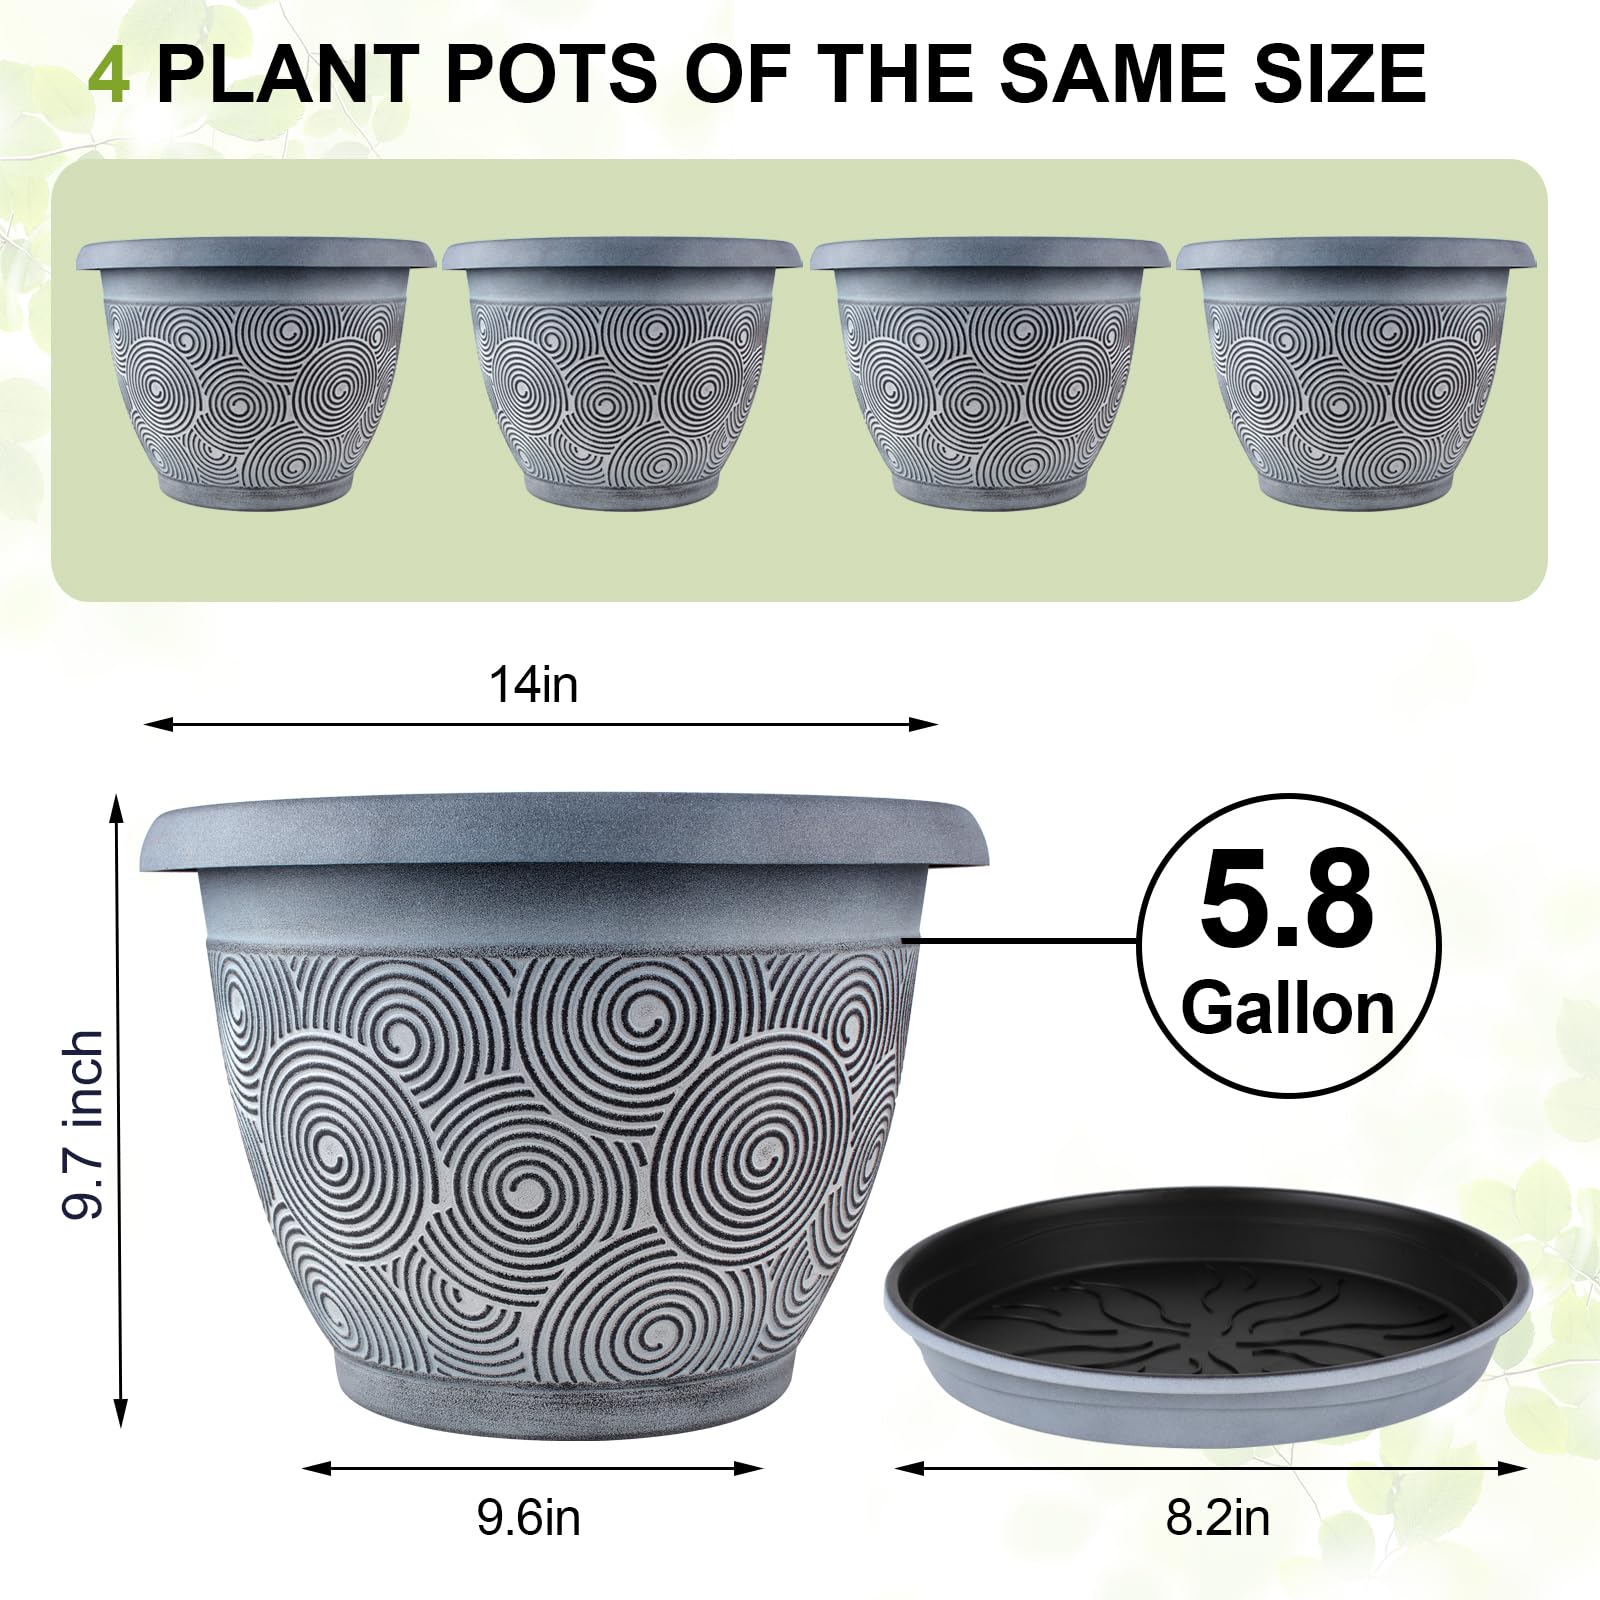 4 PLANT POTS OF THE SAME SIZE
14in
9.7 inch
5.8
Gallon
9.6in
8.2in